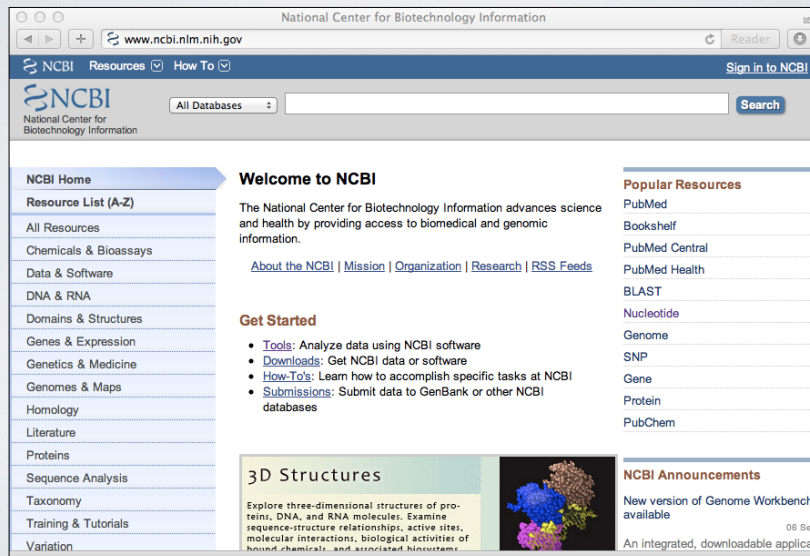 National Center for Biotechnology Information
www.ncbi.nlm.nih.gov
Reader
NCBI Resources How To
Sign in to NCBI
NCBI
National Center for
Biotechnology Information
All Databases
Search
NCBI Home
Resource List (A-Z)
All Resources
Chemicals & Bioassays
Data & Software
DNA & RNA
Domains & Structures
Genes & Expression
Genetics & Medicine
Genomes & Maps
Homology
Literature
Proteins
Sequence Analysis
Taxonomy
Training & Tutorials
Variation
Welcome to NCBI
The National Center for Biotechnology Information advances science
and health by providing access to biomedical and genomic
information.
About the NCBI | Mission | Organization | Research | RSS Feeds
Get Started
• Tools: Analyze data using NCBI software
• Downloads: Get NCBI data or software
• How-To's: Learn how to accomplish specific tasks at NCBI
• Submissions: Submit data to GenBank or other NCBI
databases
3D Structures
Explore three-dimensional structures of pro-
teins, DNA, and RNA molecules. Examine
sequence-structure relationships, active sites,
molecular interactions, biological activities of
bound chemicals, and associated biosystems.
Popular Resources
PubMed
Bookshelf
PubMed Central
PubMed Health
BLAST
Nucleotide
Genome
SNP
Gene
Protein
PubChem
NCBI Announcements
New version of Genome Workbench
available
06 Se
An integrated, downloadable applica